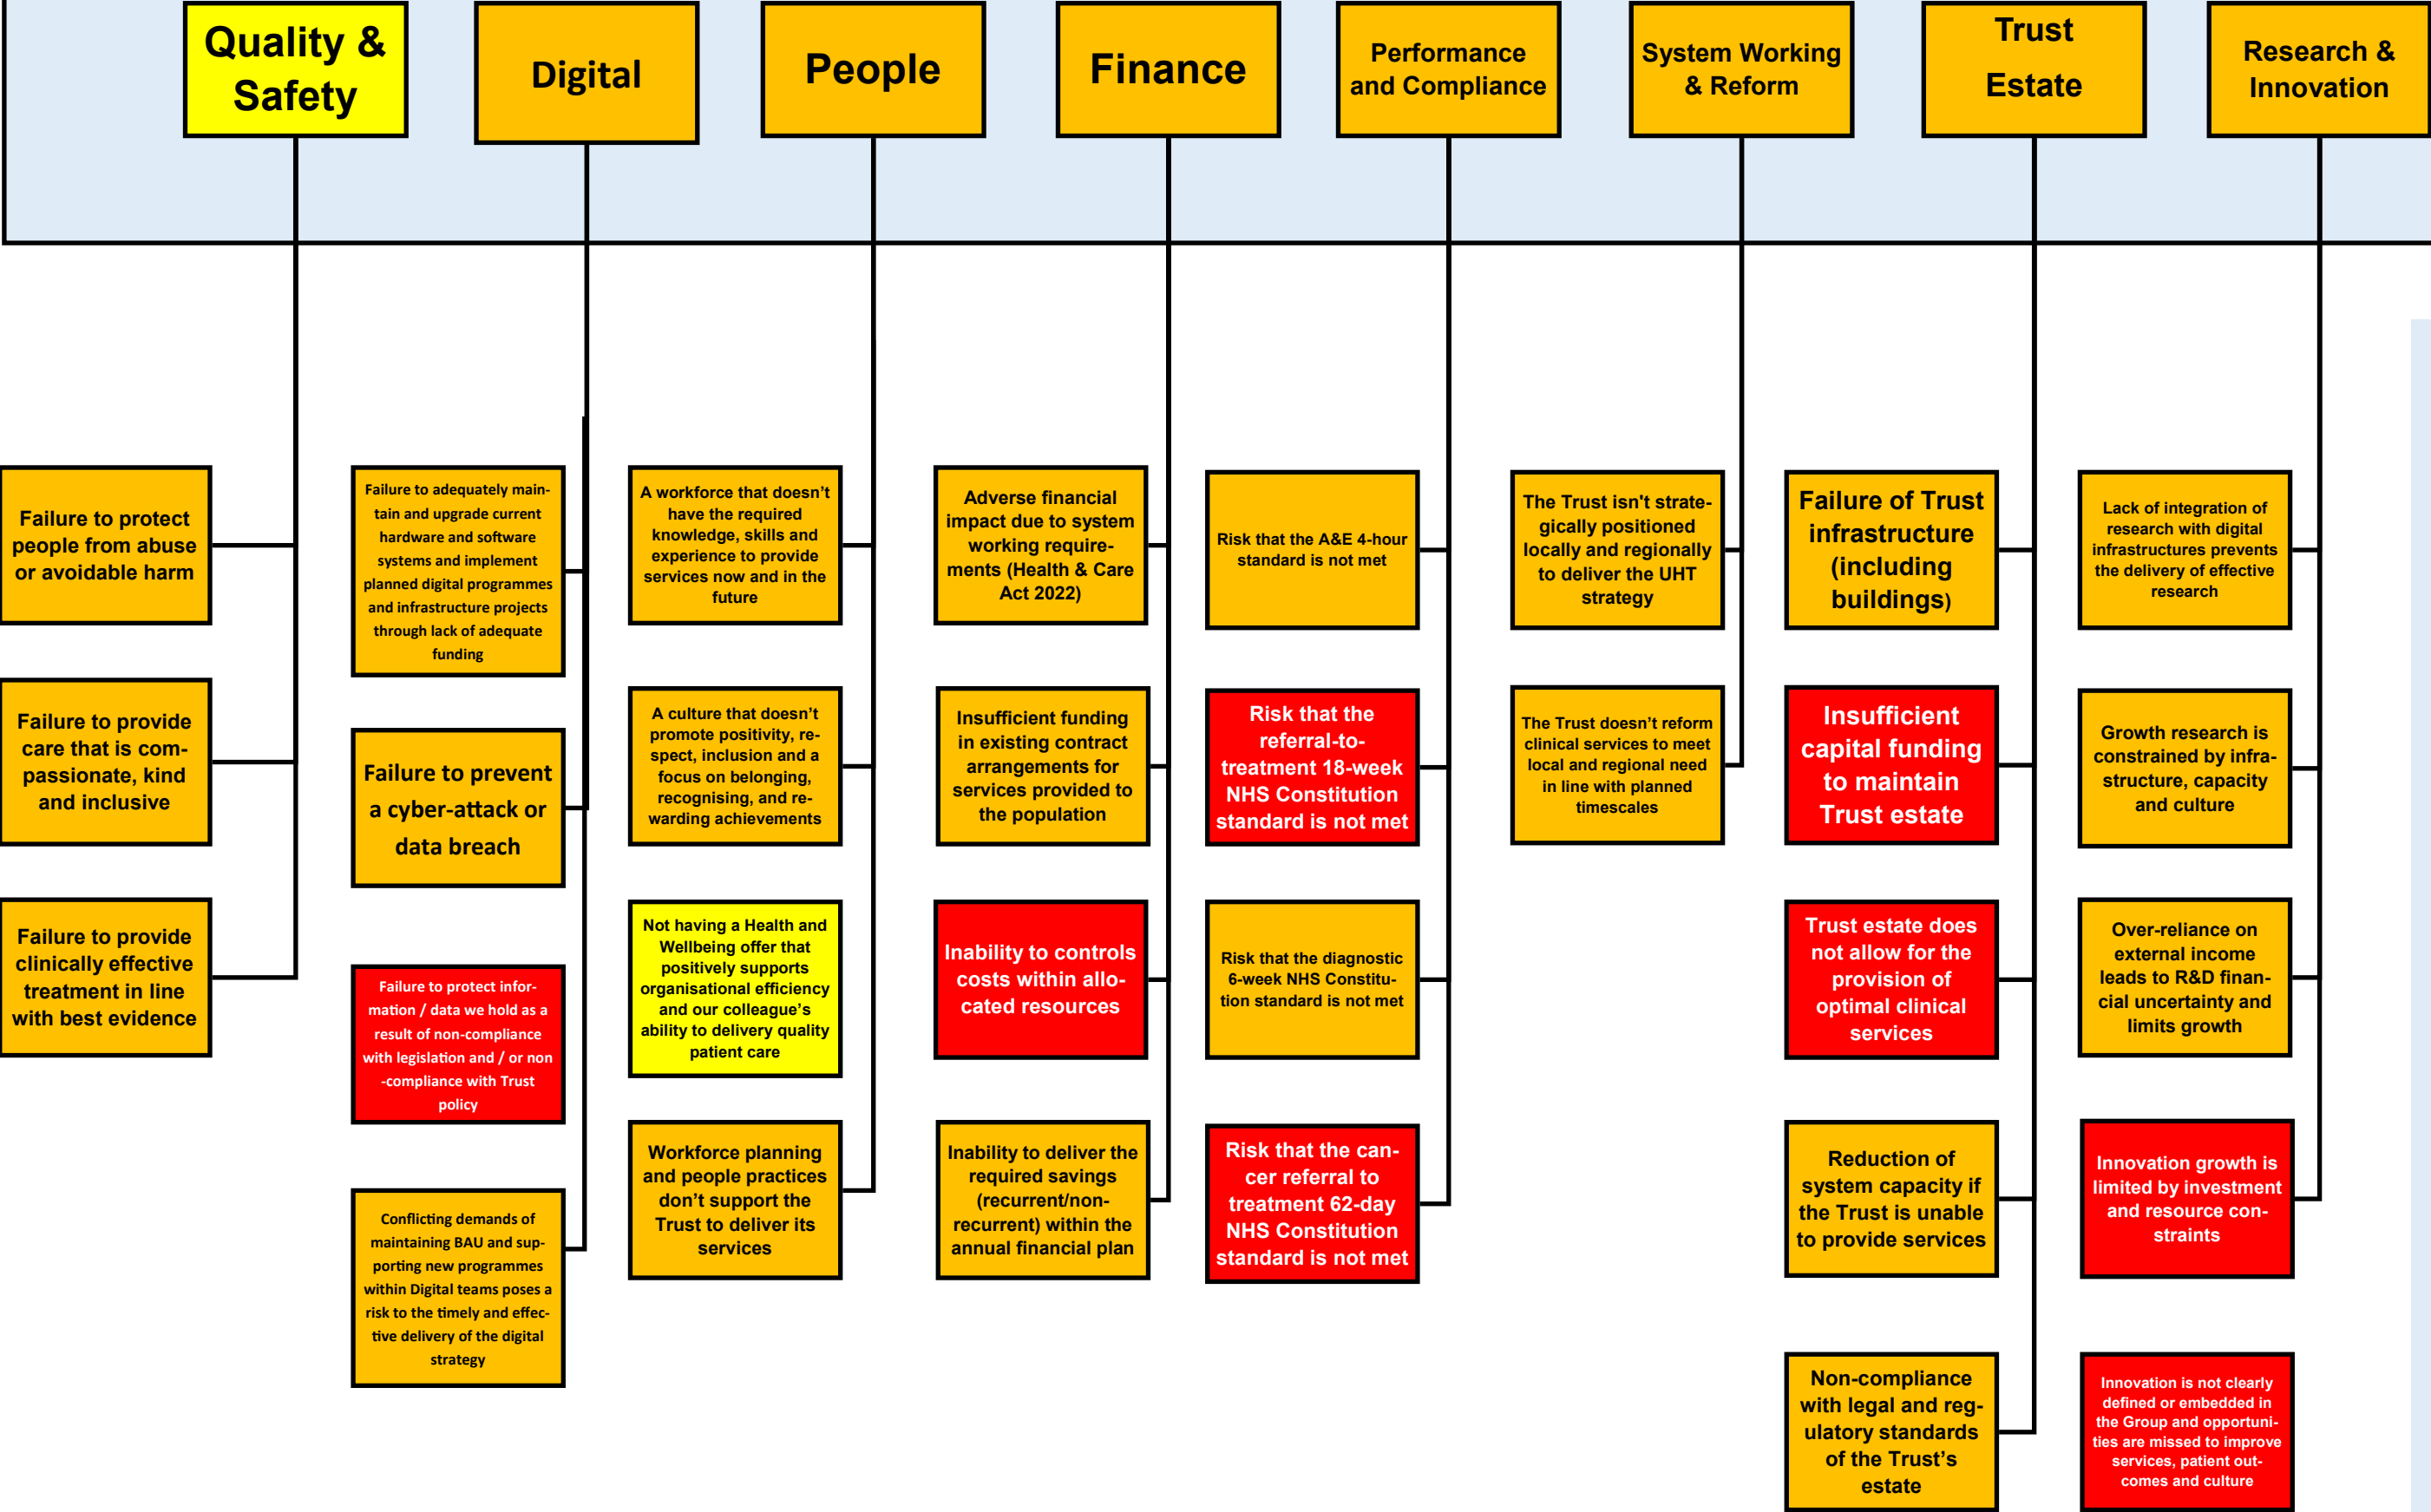 Quality &
Safety
Digital
People
Finance
Performance
and Compliance
System Working
& Reform
Trust
Estate
Research &
Innovation
Failure to protect
people from abuse
or avoidable harm
Failure to provide
care that is com-
passionate, kind
and inclusive
Failure to provide
clinically effective
treatment in line
with best evidence
Failure to adequately main-
tain and upgrade current
hardware and software
systems and implement
planned digital programmes
and infrastructure projects
through lack of adequate
funding
Failure to prevent
a cyber-attack or
data breach
Failure to protect infor-
mation / data we hold as a
result of non-compliance
with legislation and / or non
-compliance with Trust
policy
Conflicting demands of
maintaining BAU and sup-
porting new programmes
within Digital teams poses a
risk to the timely and effec-
tive delivery of the digital
strategy
A workforce that doesn't
have the required
knowledge, skills and
experience to provide
services now and in the
future
A culture that doesn't
promote positivity, re-
spect, inclusion and a
focus on belonging,
recognising, and re-
warding achievements
Not having a Health and
Wellbeing offer that
positively supports
organisational efficiency
and our colleague's
ability to delivery quality
patient care
Workforce planning
and people practices
don't support the
Trust to deliver its
services
Adverse financial
impact due to system
working require-
ments (Health & Care
Act 2022)
Insufficient funding
in existing contract
arrangements for
services provided to
the population
Inability to controls
costs within allo-
cated resources
Inability to deliver the
required savings
(recurrent/non-
recurrent) within the
annual financial plan
Risk that the A&E 4-hour
standard is not met
Risk that the
referral-to-
treatment 18-week
NHS Constitution
standard is not met
Risk that the diagnostic
6-week NHS Constitu-
tion standard is not met
Risk that the can-
cer referral to
treatment 62-day
NHS Constitution
standard is not met
The Trust isn't strate-
gically positioned
locally and regionally
to deliver the UHT
strategy
The Trust doesn't reform
clinical services to meet
local and regional need
in line with planned
timescales
Failure of Trust
infrastructure
(including
buildings)
Insufficient
capital funding
to maintain
Trust estate
Trust estate does
not allow for the
provision of
optimal clinical
services
Reduction of
system capacity if
the Trust is unable
to provide services
Non-compliance
with legal and reg-
ulatory standards
of the Trust's
estate
Lack of integration of
research with digital
infrastructures prevents
the delivery of effective
research
Growth research is
constrained by infra-
structure, capacity
and culture
Over-reliance on
external income
leads to R&D finan-
cial uncertainty and
limits growth
Innovation growth is
limited by investment
and resource con-
straints
Innovation is not clearly
defined or embedded in
the Group and opportuni-
ties are missed to improve
services, patient out-
comes and culture